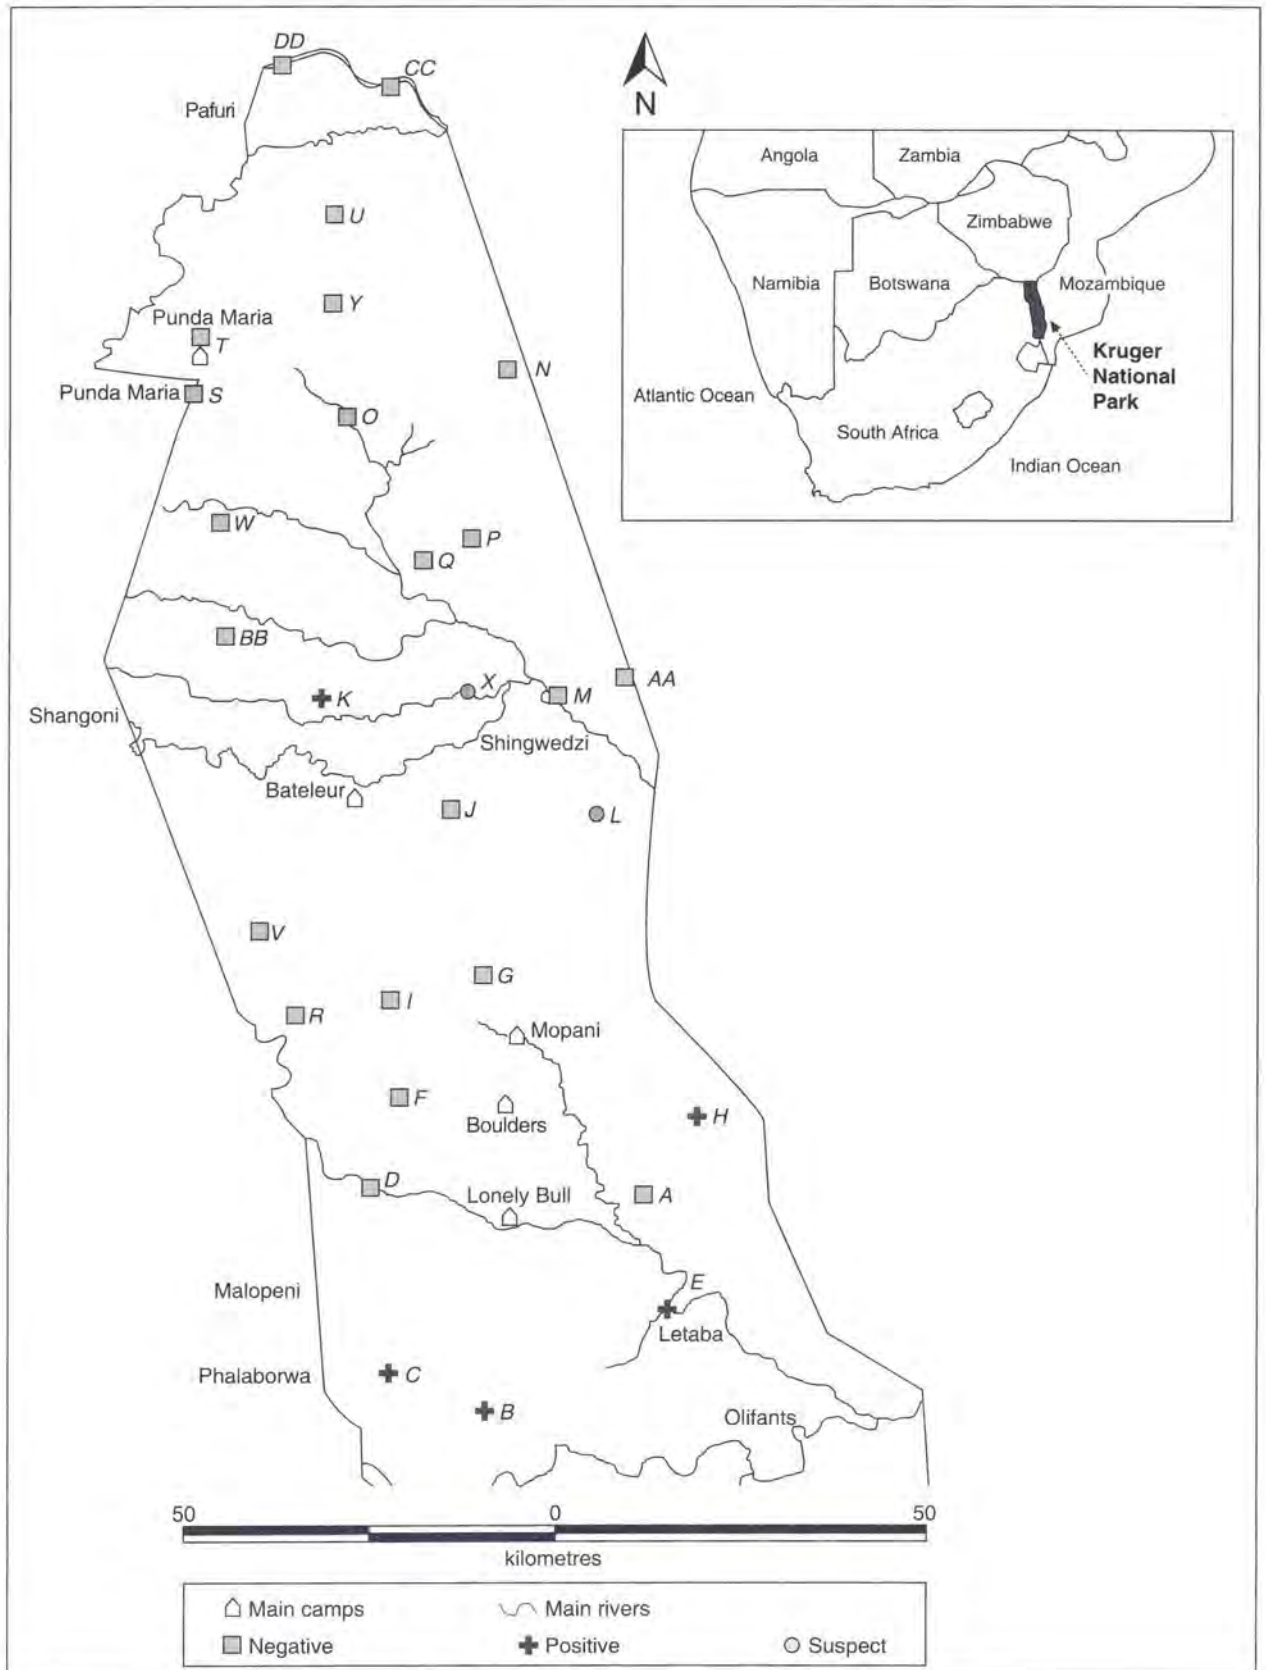 DD
CC
Pafuri
N
U
Y
Punda Maria
T
N
Punda Maria
S
O
W
P
Q
BB
AA
X
K
M
Shangoni
Shingwedzi
Bateleur
J
L
V
G
I
R
Mopani
F
Boulders
H
D
Lonely Bull
A
Malopeni
E
Letaba
Phalaborwa
C
B
Olifants
Angola
Zambia
Zimbabwe
Namibia
Botswana
Mozambique
Kruger
National
Park
Atlantic Ocean
South Africa
Indian Ocean
50 0 50
kilometres
Main camps Main rivers
Negative Positive Suspect